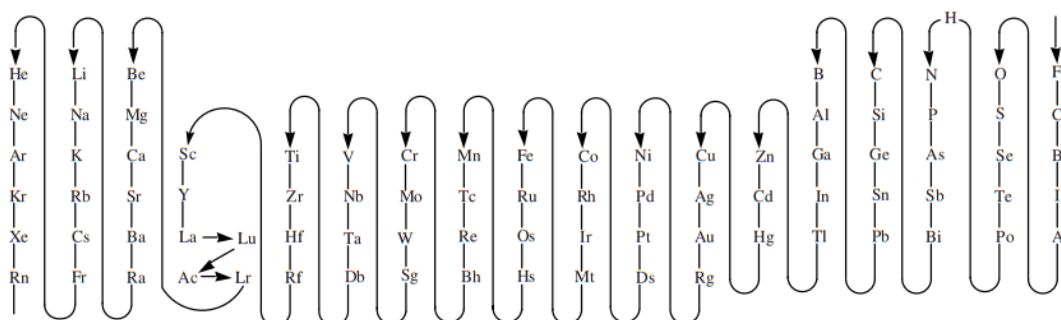 H
He Li Be B C N O F
Ne Na Mg Al Si P S C
Ar K Ca Sc Ti V Cr Mn Fe Co Ni Cu Zn Ga Ge As Se B
Kr Rb Sr Y Zr Nb Mo Tc Ru Rh Pd Ag Cd In Sn Sb Te I
Xe Cs Ba La Lu Hf Ta W Re Os Ir Pt Au Hg Tl Pb Bi Po A
Rn Fr Ra Ac Lr Rf Db Sg Bh Hs Mt Ds Rg